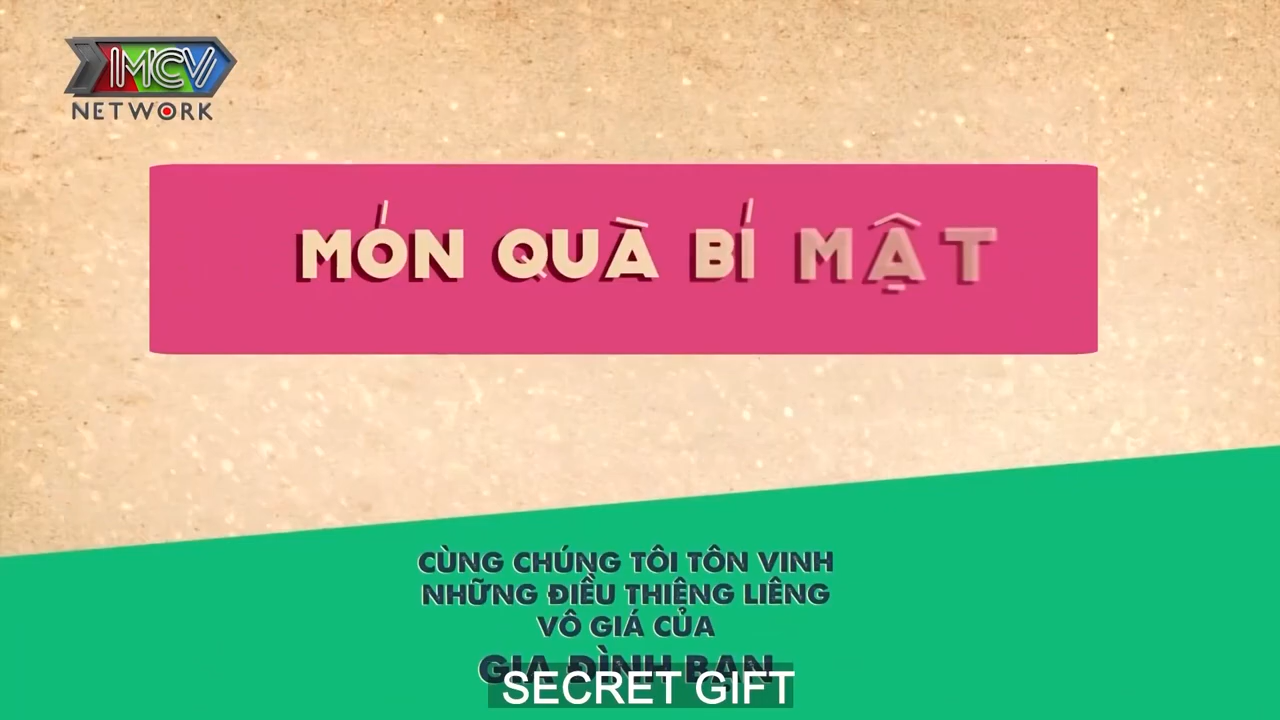 MCV
NETWORK
MÓN QUÀ BÍ MẬT
CÙNG CHÚNG TÔI TÔN VINH
NHỮNG ĐIỀU THIÊNG LIÊNG
VÔ GIÁ CỦA
GIA ĐÌNH BẠN
SECRET GIFT